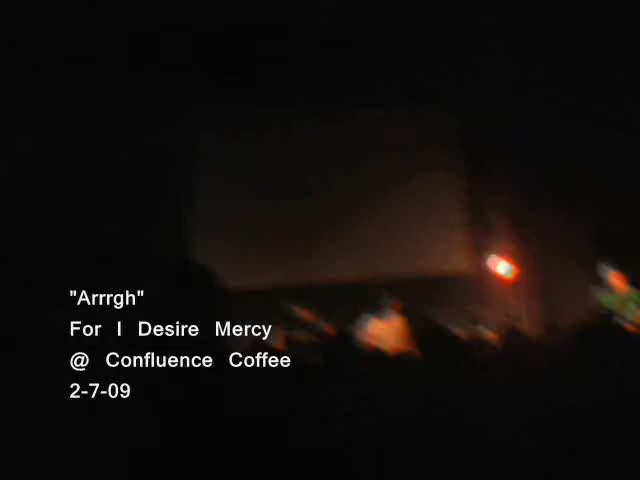 "Arrrgh"
For I Desire Mercy
@ Confluence Coffee
2-7-09